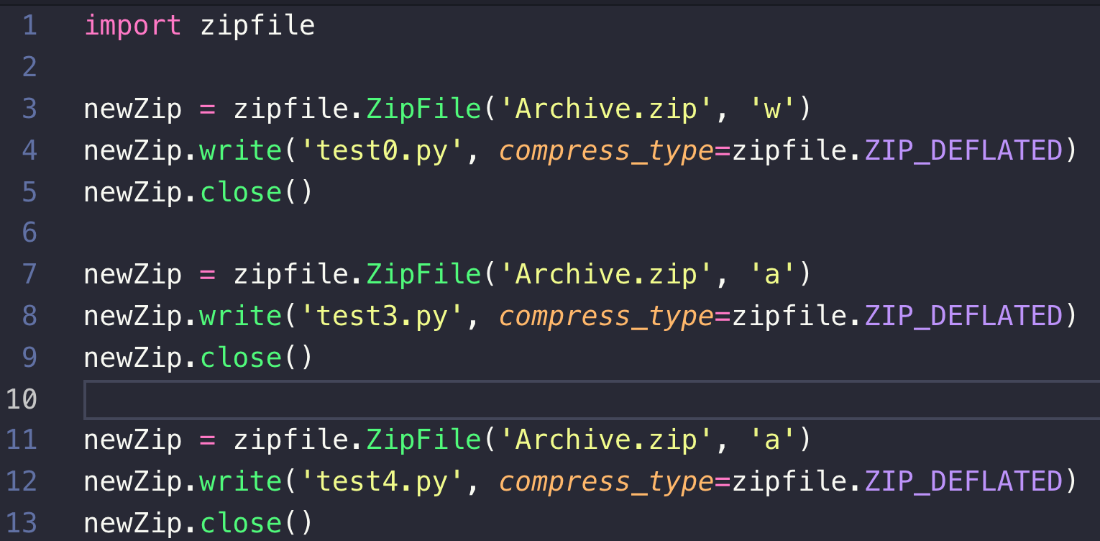 1 import zipfile
2
3 newZip = zipfile.ZipFile('Archive.zip', 'w')
4 newZip.write('test0.py', compress_type=zipfile.ZIP_DEFLATED)
5 newZip.close()
6
7 newZip = zipfile.ZipFile('Archive.zip', 'a')
8 newZip.write('test3.py', compress_type=zipfile.ZIP_DEFLATED)
9 newZip.close()
10
11 newZip = zipfile.ZipFile('Archive.zip', 'a')
12 newZip.write('test4.py', compress_type=zipfile.ZIP_DEFLATED)
13 newZip.close()